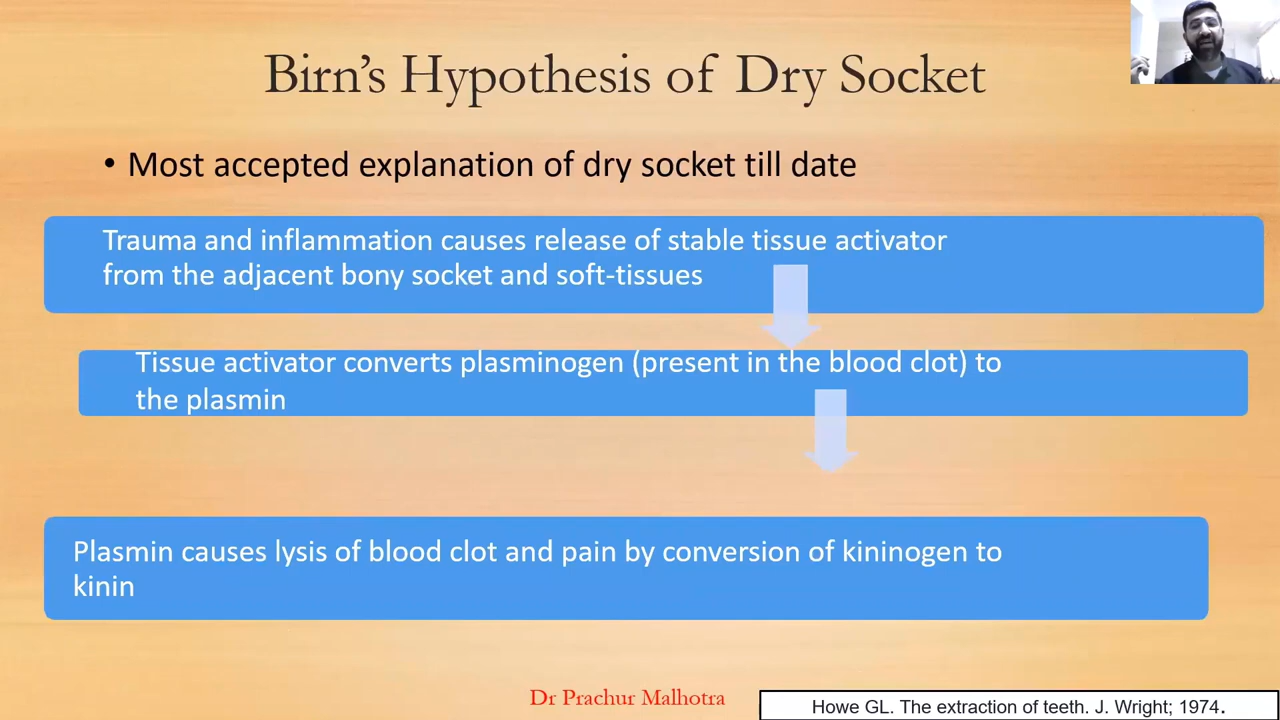 Birn’s Hypothesis of Dry Socket
• Most accepted explanation of dry socket till date
Trauma and inflammation causes release of stable tissue activator
from the adjacent bony socket and soft-tissues
Tissue activator converts plasminogen (present in the blood clot) to
the plasmin
Plasmin causes lysis of blood clot and pain by conversion of kininogen to
kinin
Dr Prachur Malhotra
Howe GL. The extraction of teeth. J. Wright; 1974.